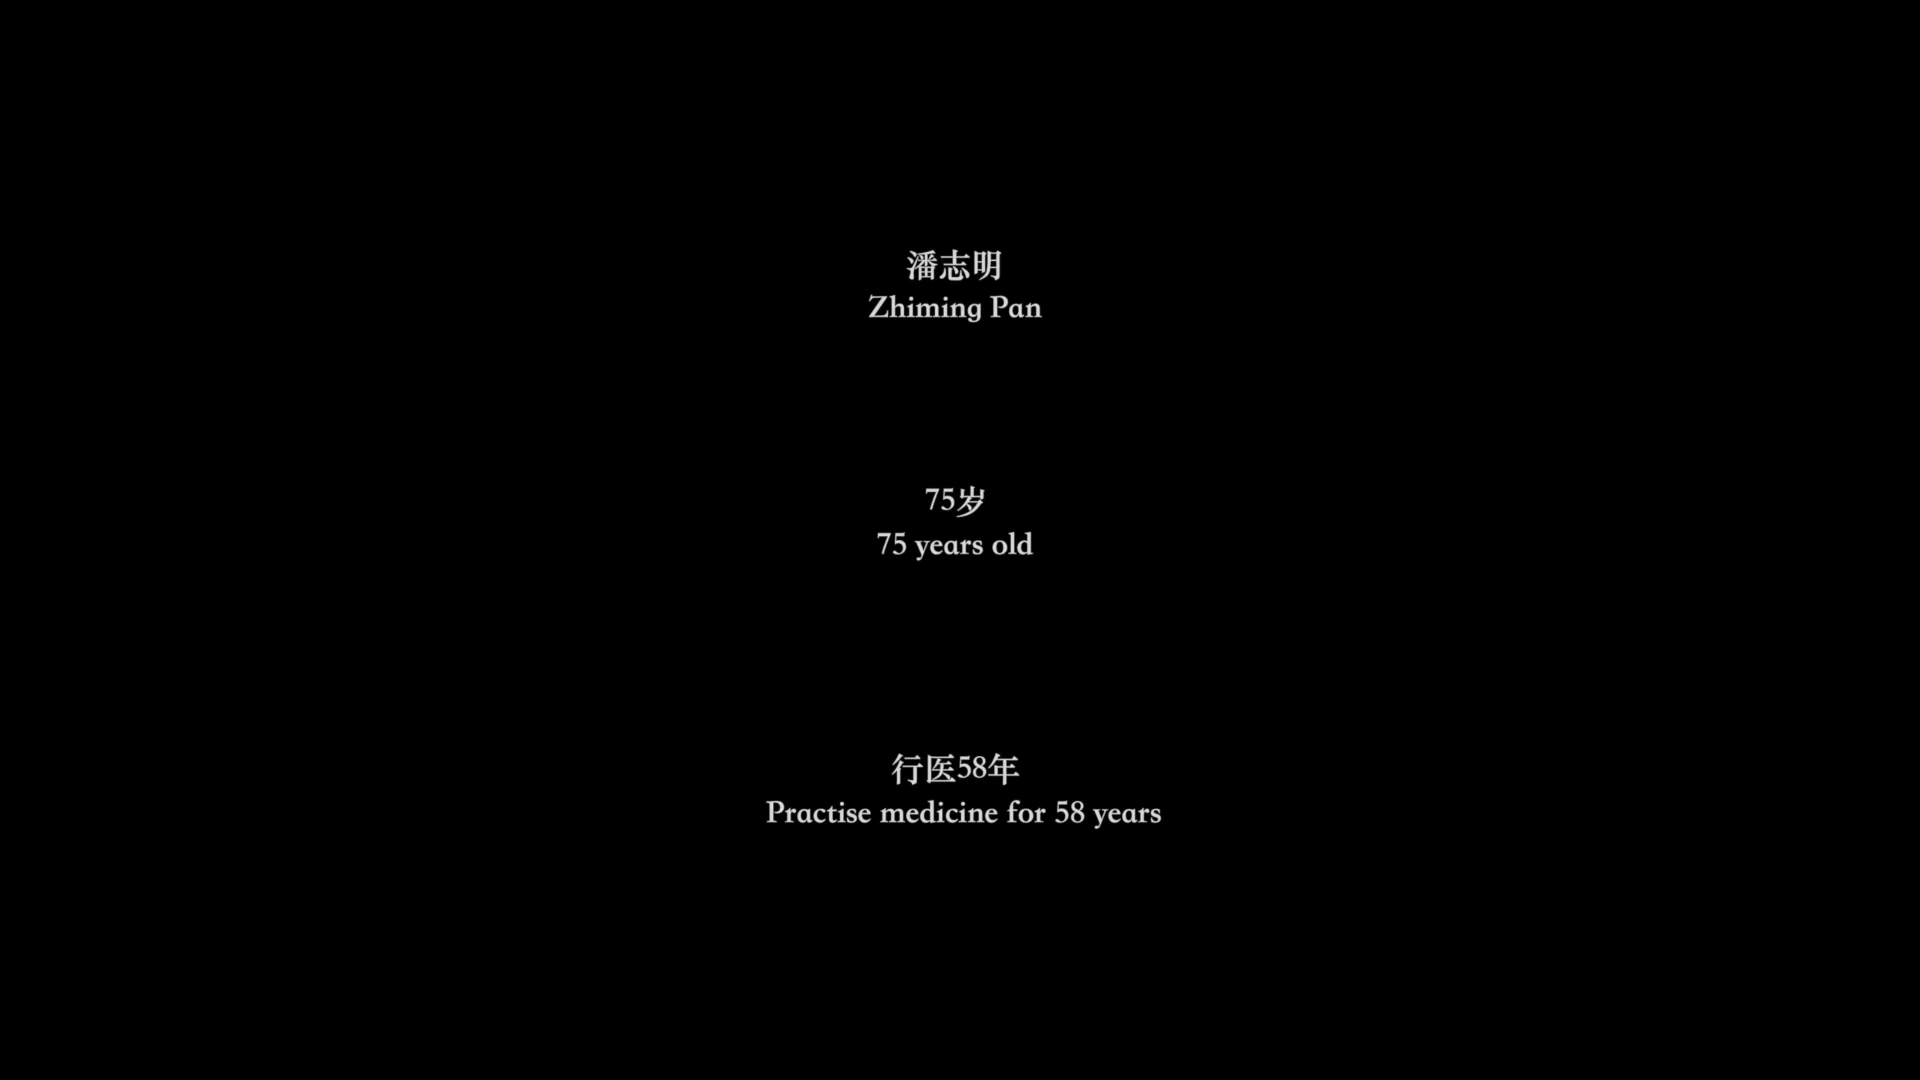 潘志明
Zhiming Pan
75岁
75 years old
行医58年
Practise medicine for 58 years